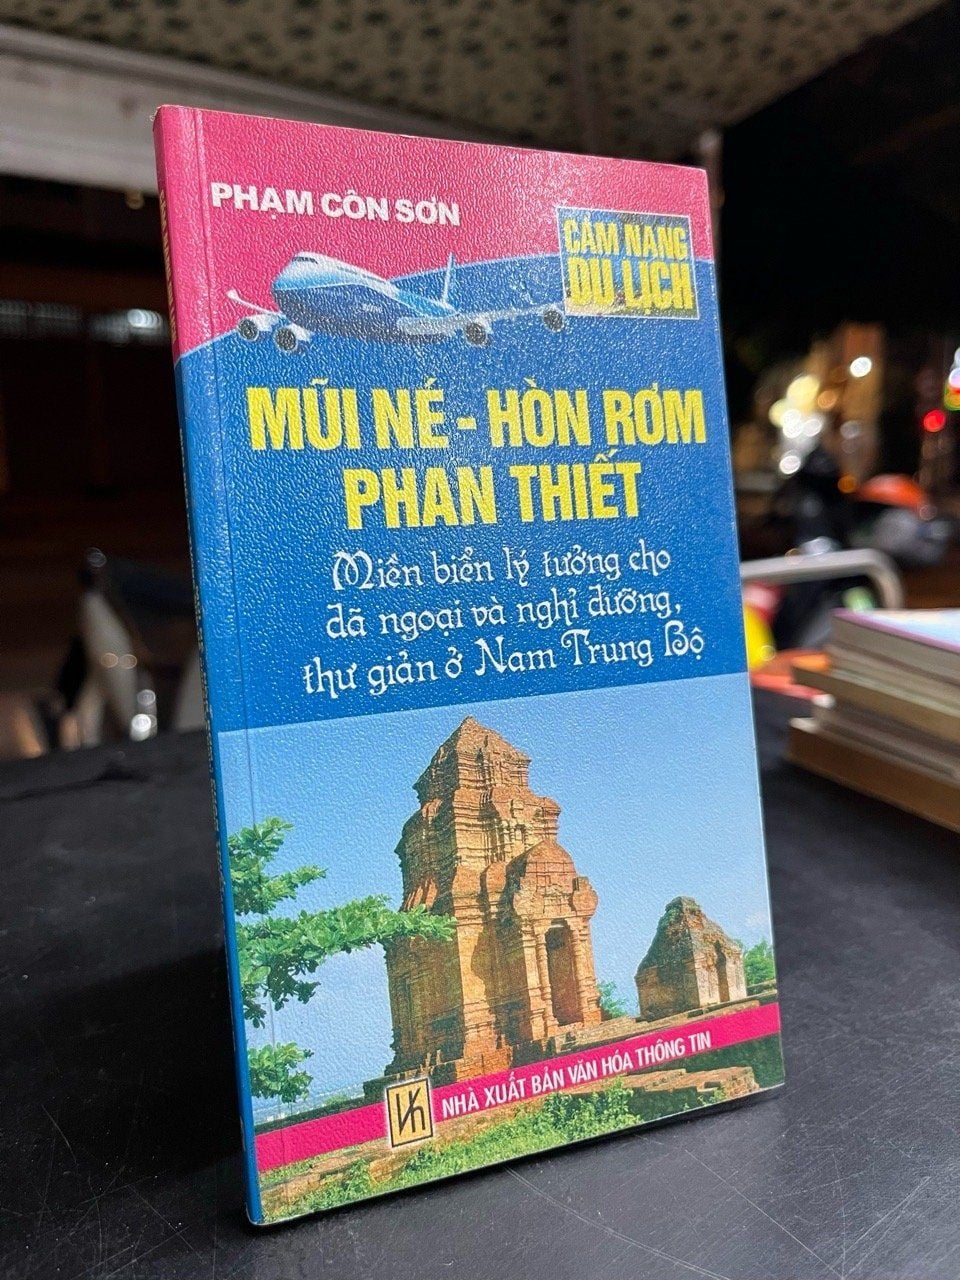 PHẠM CÔN SƠN
CẨM NANG
DU LỊCH
MŨI NÉ - HÒN RƠM
PHAN THIẾT
Miền biển lý tưởng cho
dã ngoại và nghỉ dưỡng,
thư giản ở Nam Trung Bộ
NHÀ XUẤT BẢN VĂN HÓA THÔNG TIN